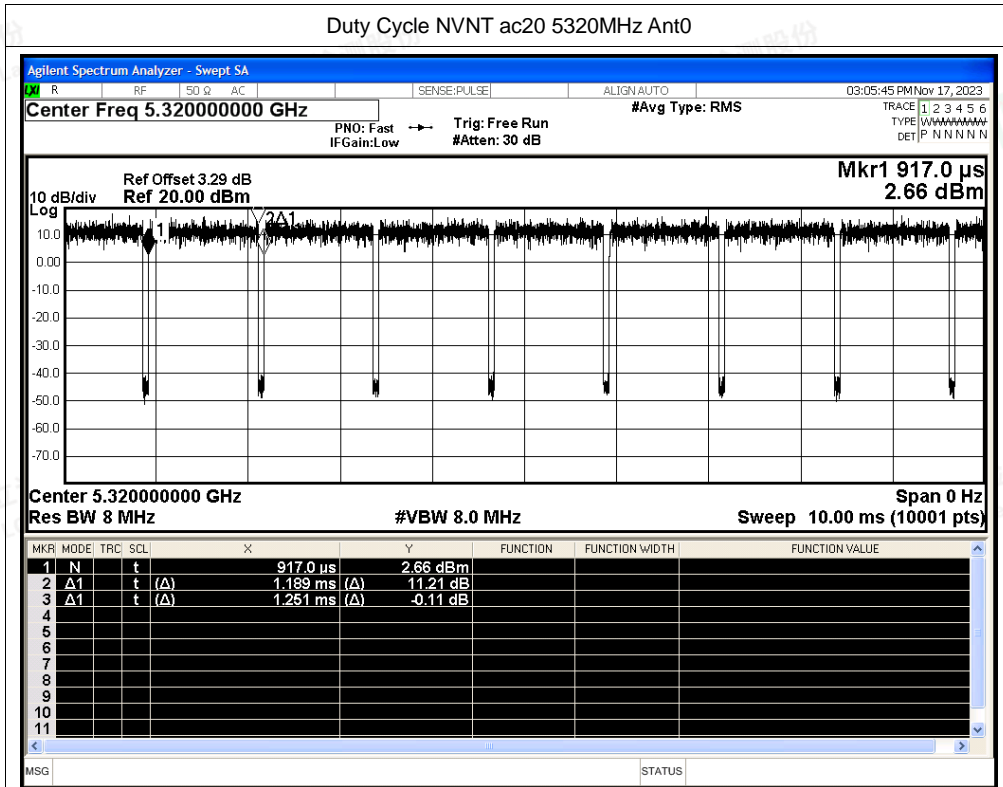 Duty Cycle NVNT ac20 5320MHz Ant0
Agilent Spectrum Analyzer - Swept SA
LXI R RF 50 Ω AC SENSE:PULSE ALIGN AUTO 03:05:45 PM Nov 17, 2023
Center Freq 5.320000000 GHz #Avg Type: RMS TRACE 1 2 3 4 5 6
PNO: Fast Trig: Free Run TYPE
IFGain:Low #Atten: 30 dB DET P N N N N N
Mkr1 917.0 µs
Ref Offset 3.29 dB
10 dB/div Ref 20.00 dBm 2.66 dBm
Log
10.0
0.00
-10.0
-20.0
-30.0
-40.0
-50.0
-60.0
-70.0
1
2Δ1
Center 5.320000000 GHz Span 0 Hz
Res BW 8 MHz #VBW 8.0 MHz Sweep 10.00 ms (10001 pts)
MKR MODE TRC SCL X Y FUNCTION FUNCTION WIDTH FUNCTION VALUE
1 N t 917.0 µs 2.66 dBm
2 Δ1 t (Δ) 1.189 ms (Δ) 11.21 dB
3 Δ1 t (Δ) 1.251 ms (Δ) -0.11 dB
4
5
6
7
8
9
10
11
MSG STATUS